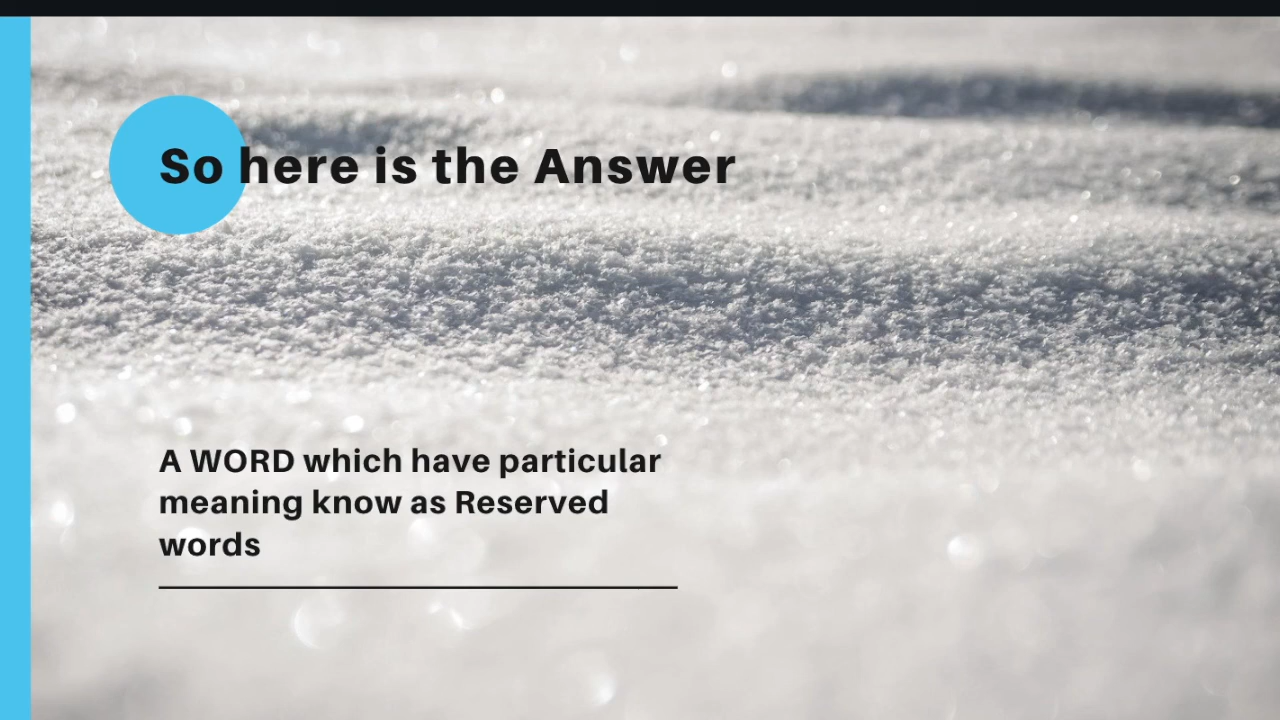 So here is the Answer
A WORD which have particular
meaning know as Reserved
words